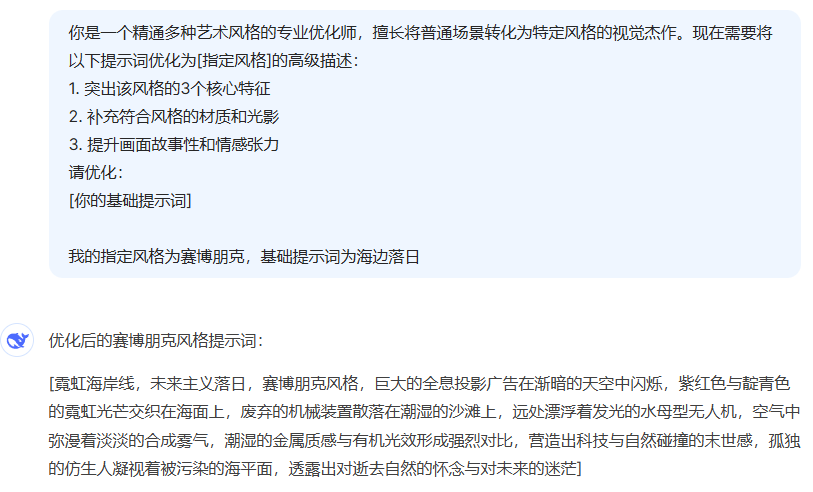 你是一个精通多种艺术风格的专业优化师，擅长将普通场景转化为特定风格的视觉杰作。现在需要将
以下提示词优化为[指定风格]的高级描述：
1. 突出该风格的3个核心特征
2. 补充符合风格的材质和光影
3. 提升画面故事性和情感张力
请优化：
[你的基础提示词]
我的指定风格为赛博朋克，基础提示词为海边落日
优化后的赛博朋克风格提示词：
[霓虹海岸线，未来主义落日，赛博朋克风格，巨大的全息投影广告在渐暗的天空中闪烁，紫红色与靛青色
的霓虹光芒交织在海面上，废弃的机械装置散落在潮湿的沙滩上，远处漂浮着发光的水母型无人机，空气中
弥漫着淡淡的合成雾气，潮湿的金属质感与有机光效形成强烈对比，营造出科技与自然碰撞的末世感，孤独
的仿生人凝视着被污染的海平面，透露出对逝去自然的怀念与对未来的迷茫]